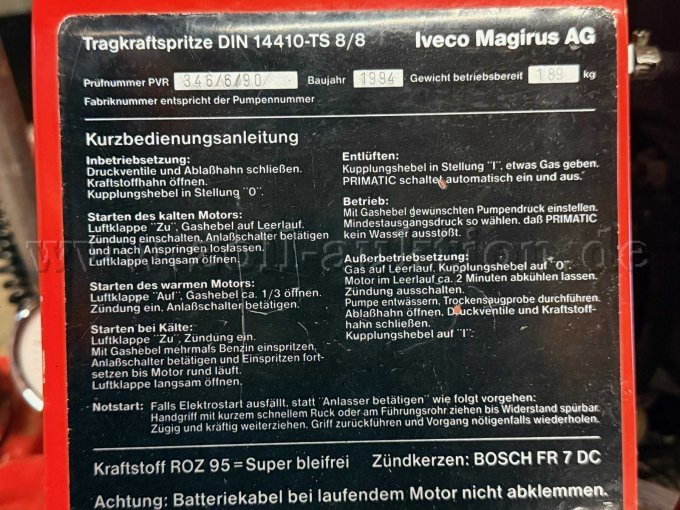 Tragkraftspritze DIN 14410-TS 8/8 Iveco Magirus AG
Prüfnummer PVR 346/6/90/ Baujahr 1994 Gewicht betriebsbereit 189 kg
Fabriknummer entspricht der Pumpennummer
Kurzbedienungsanleitung
Inbetriebsetzung:
Druckventile und Ablaßhahn schließen.
Kraftstoffhahn öffnen.
Kupplungshebel in Stellung "0".
Starten des kalten Motors:
Luftklappe "Zu", Gashebel auf Leerlauf.
Zündung einschalten, Anlaßschalter betätigen
und nach Anspringen loslassen.
Luftklappe langsam öffnen.
Starten des warmen Motors:
Luftklappe "Auf", Gashebel ca. 1/3 öffnen.
Zündung ein, Anlaßschalter betätigen.
Starten bei Kälte:
Luftklappe "Zu", Zündung ein.
Mit Gashebel mehrmals Benzin einspritzen,
Anlaßschalter betätigen und Einspritzen fort-
setzen bis Motor rund läuft.
Luftklappe langsam öffnen.
Entlüften:
Kupplungshebel in Stellung "I", etwas Gas geben.
PRIMATIC schaltet automatisch ein und aus.
Betrieb:
Mit Gashebel gewünschten Pumpendruck einstellen.
Mindestausgangsdruck so wählen, daß PRIMATIC
kein Wasser ausstößt.
Außerbetriebsetzung:
Gas auf Leerlauf. Kupplungshebel auf "0".
Motor im Leerlauf ca. 2 Minuten abkühlen lassen.
Zündung ausschalten.
Pumpe entwässern, Trockensaugprobe durchführen.
Ablaßhahn öffnen. Druckventile und Kraftstoff-
hahn schließen.
Kupplungshebel auf "I".
Notstart: Falls Elektrostart ausfällt, statt "Anlasser betätigen" wie folgt vorgehen:
Handgriff mit kurzem schnellem Ruck oder am Führungsrohr ziehen bis Widerstand spürbar.
Zügig und kräftig weiterziehen. Griff zurückführen und Vorgang nötigenfalls wiederholen.
Kraftstoff ROZ 95 = Super bleifrei Zündkerzen: BOSCH FR 7 DC
Achtung: Batteriekabel bei laufendem Motor nicht abklemmen.